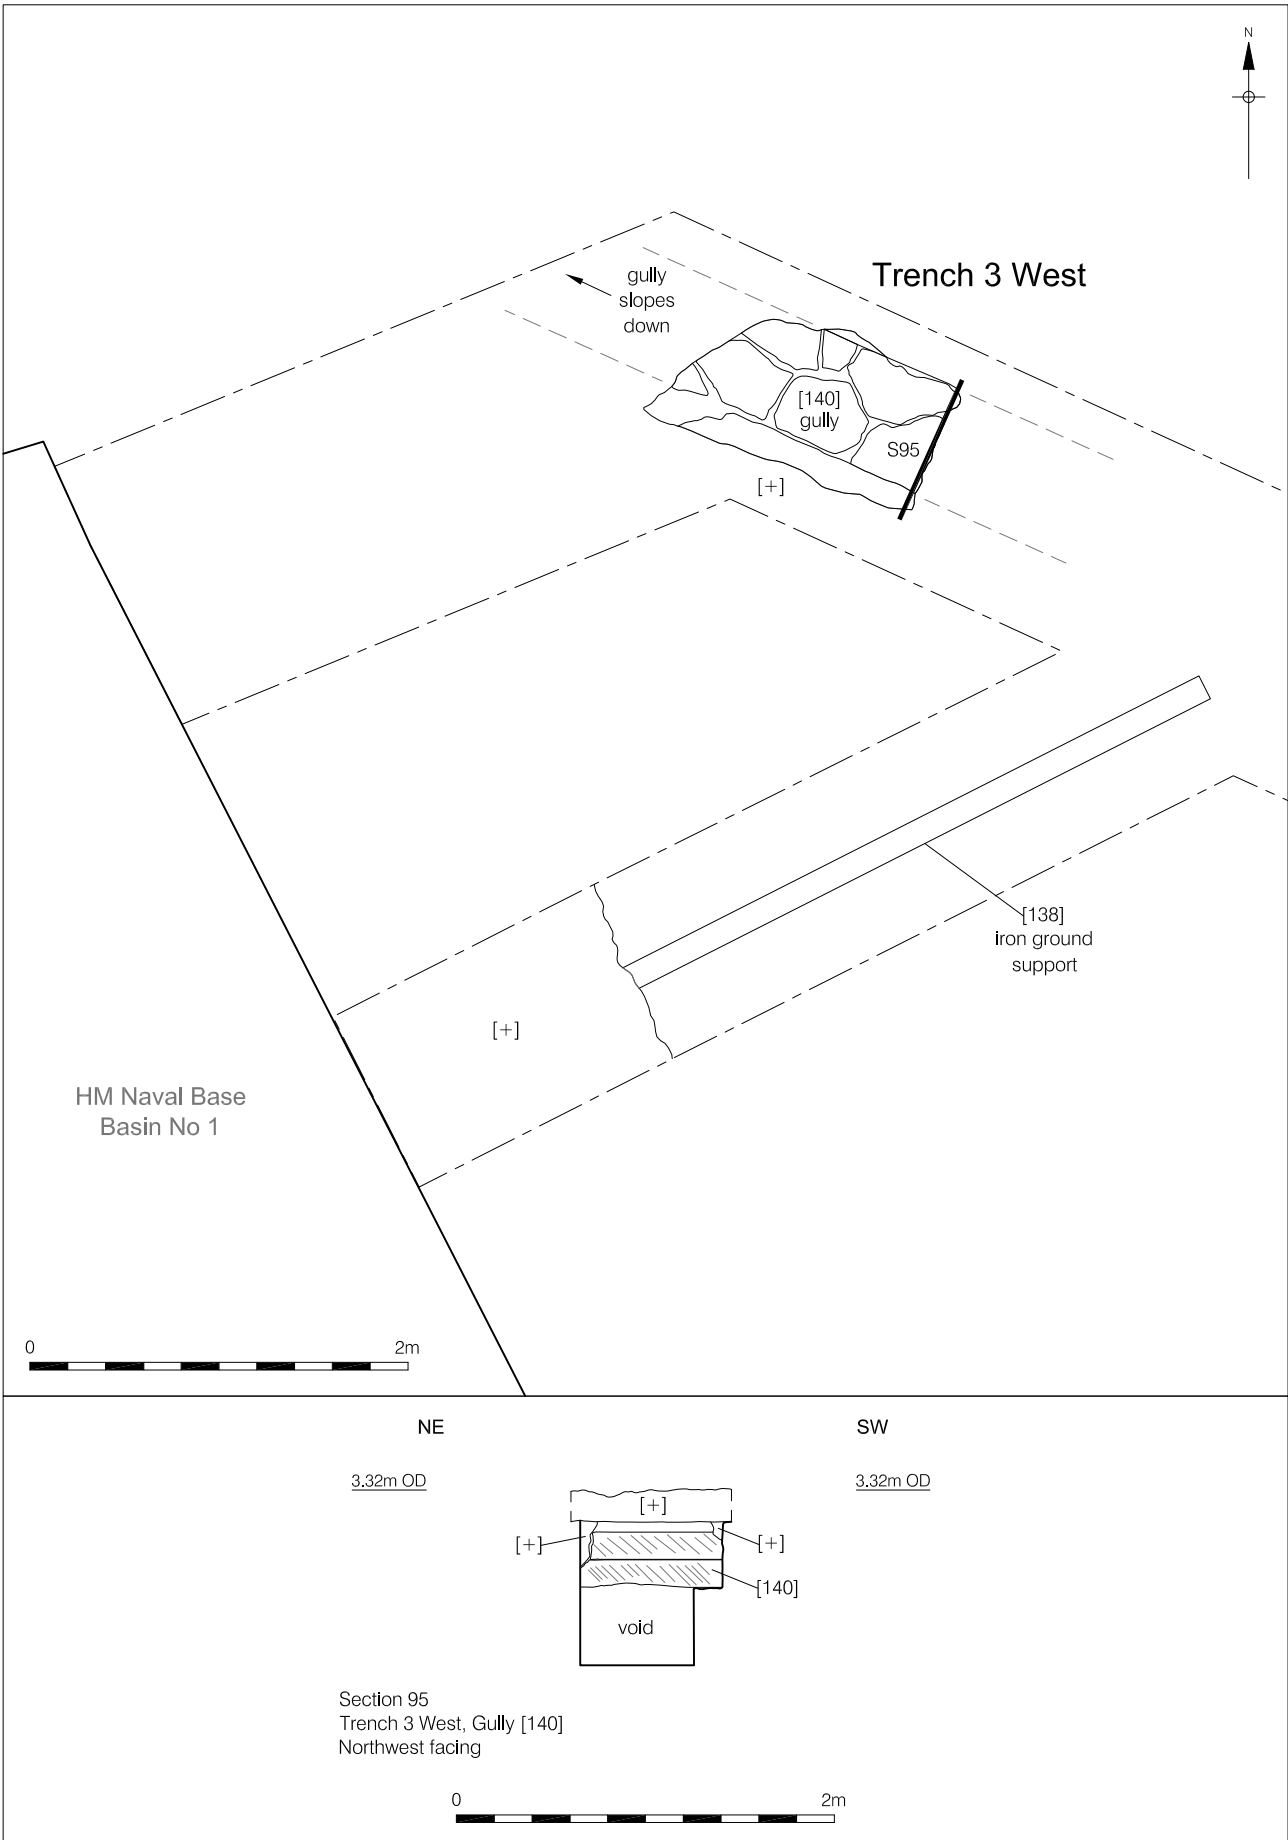 N
Trench 3 West
gully
slopes
down
[140]
gully
S95
[+]
[138]
iron ground
support
[+]
HM Naval Base
Basin No 1
0 2m
NE SW
3.32m OD 3.32m OD
[+]
[+] [+]
[140]
void
Section 95
Trench 3 West, Gully [140]
Northwest facing
0 2m